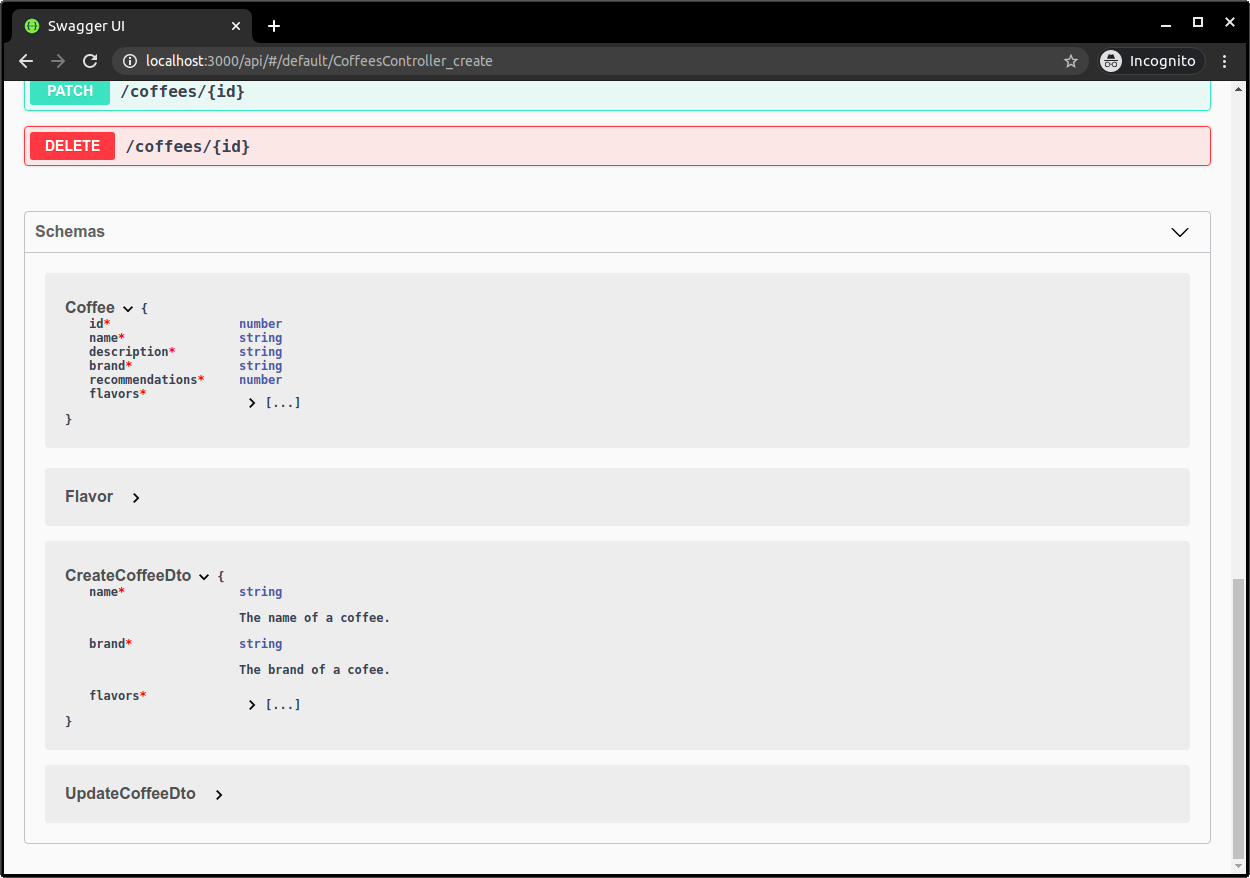 Swagger UI
localhost:3000/api/#/default/CoffeesController_create
Incognito
PATCH /coffees/{id}
DELETE /coffees/{id}
Schemas
Coffee {
id* number
name* string
description* string
brand* string
recommendations* number
flavors*
[...]
}
Flavor
CreateCoffeeDto {
name* string
The name of a coffee.
brand* string
The brand of a cofee.
flavors*
[...]
}
UpdateCoffeeDto